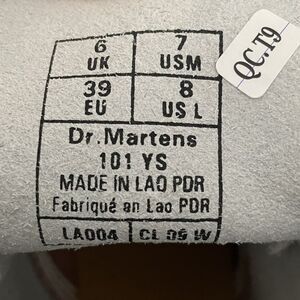 6 7
UK USM
39 8
EU US L
Dr.Martens
101 YS
MADE IN LAO PDR
Fabriqué en Lao PDR
LA004 CL 09 W
QC.T9